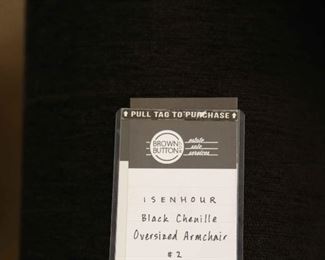 ⬆ PULL TAG TO PURCHASE ⬆
BROWN
BUTTON
estate
sale
services
ISENHOUR
Black Chenille
Oversized Armchair
#2